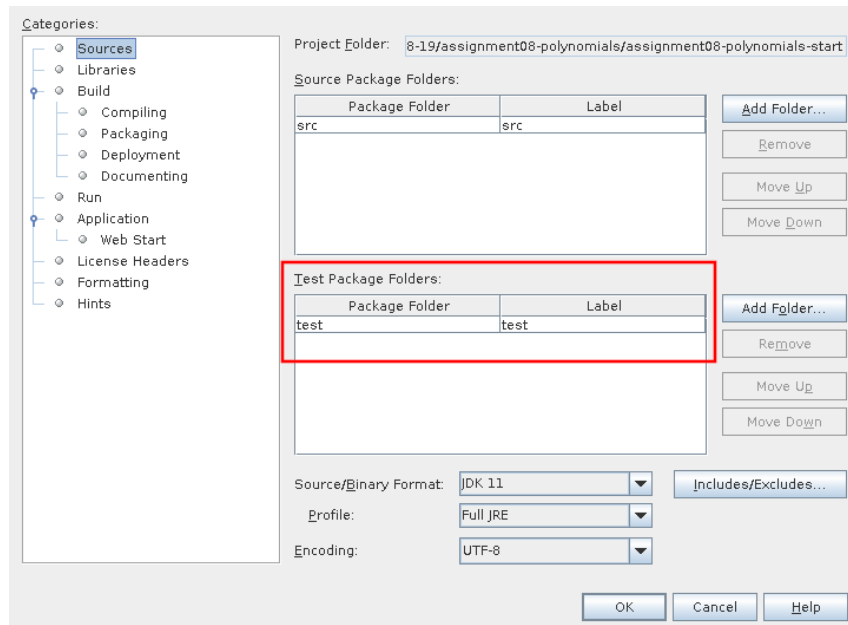 Categories:
Sources
Libraries
Build
Compiling
Packaging
Deployment
Documenting
Run
Application
Web Start
License Headers
Formatting
Hints
Project Folder: 8-19/assignment08-polynomials/assignment08-polynomials-start
Source Package Folders:
Package Folder Label
src src
Add Folder...
Remove
Move Up
Move Down
Test Package Folders:
Package Folder Label
test test
Add Folder...
Remove
Move Up
Move Down
Source/Binary Format: JDK 11 Includes/Excludes...
Profile: Full JRE
Encoding: UTF-8
OK Cancel Help